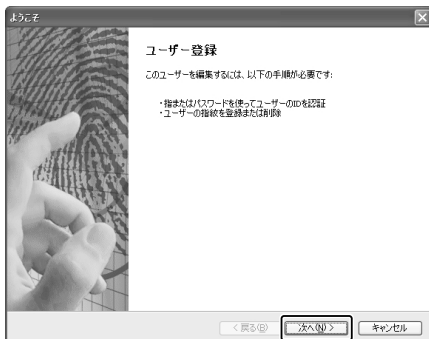 ようこそ
ユーザー登録
このユーザーを編集するには、以下の手順が必要です:
・指またはパスワードを使ってユーザーのIDを認証
・ユーザーの指紋を登録または削除
< 戻る(B)
次へ(N) >
キャンセル